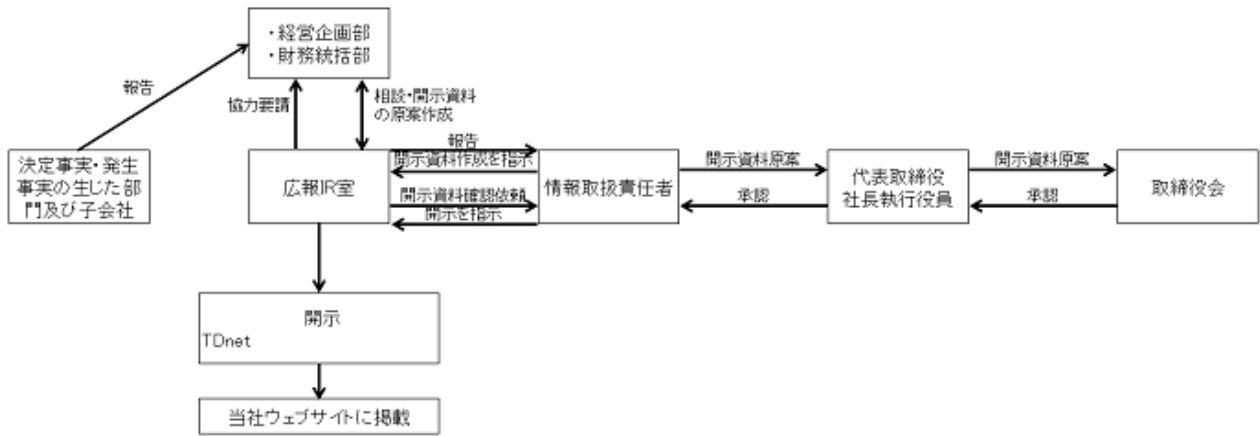 ・経営企画部
・財務統括部
報告
協力要請
相談・開示資料
の原案作成
決定事実・発生
事実の生じた部
門及び子会社
広報IR室
報告
開示資料作成を指示
開示資料確認依頼
開示を指示
情報取扱責任者
開示資料原案
承認
代表取締役
社長執行役員
開示資料原案
承認
取締役会
開示
TDnet
当社ウェブサイトに掲載